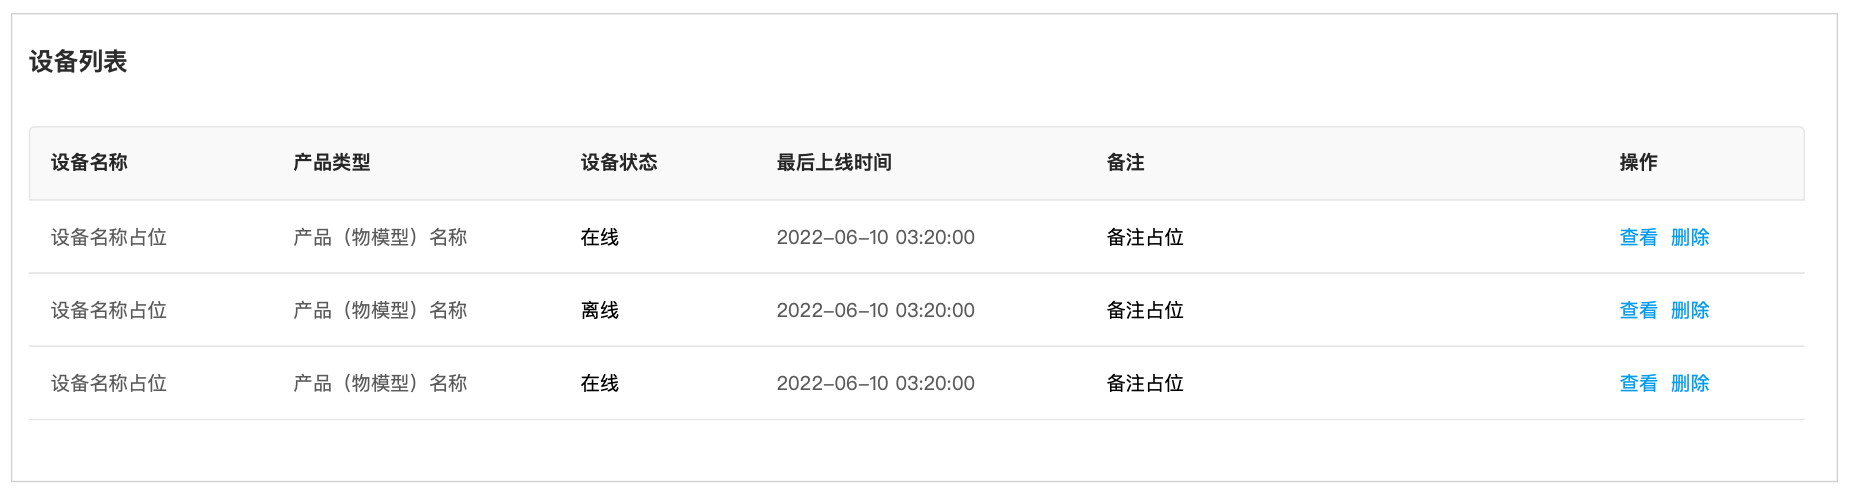 设备列表
设备名称 产品类型 设备状态 最后上线时间 备注 操作
设备名称占位 产品（物模型）名称 在线 2022-06-10 03:20:00 备注占位 查看 删除
设备名称占位 产品（物模型）名称 离线 2022-06-10 03:20:00 备注占位 查看 删除
设备名称占位 产品（物模型）名称 在线 2022-06-10 03:20:00 备注占位 查看 删除